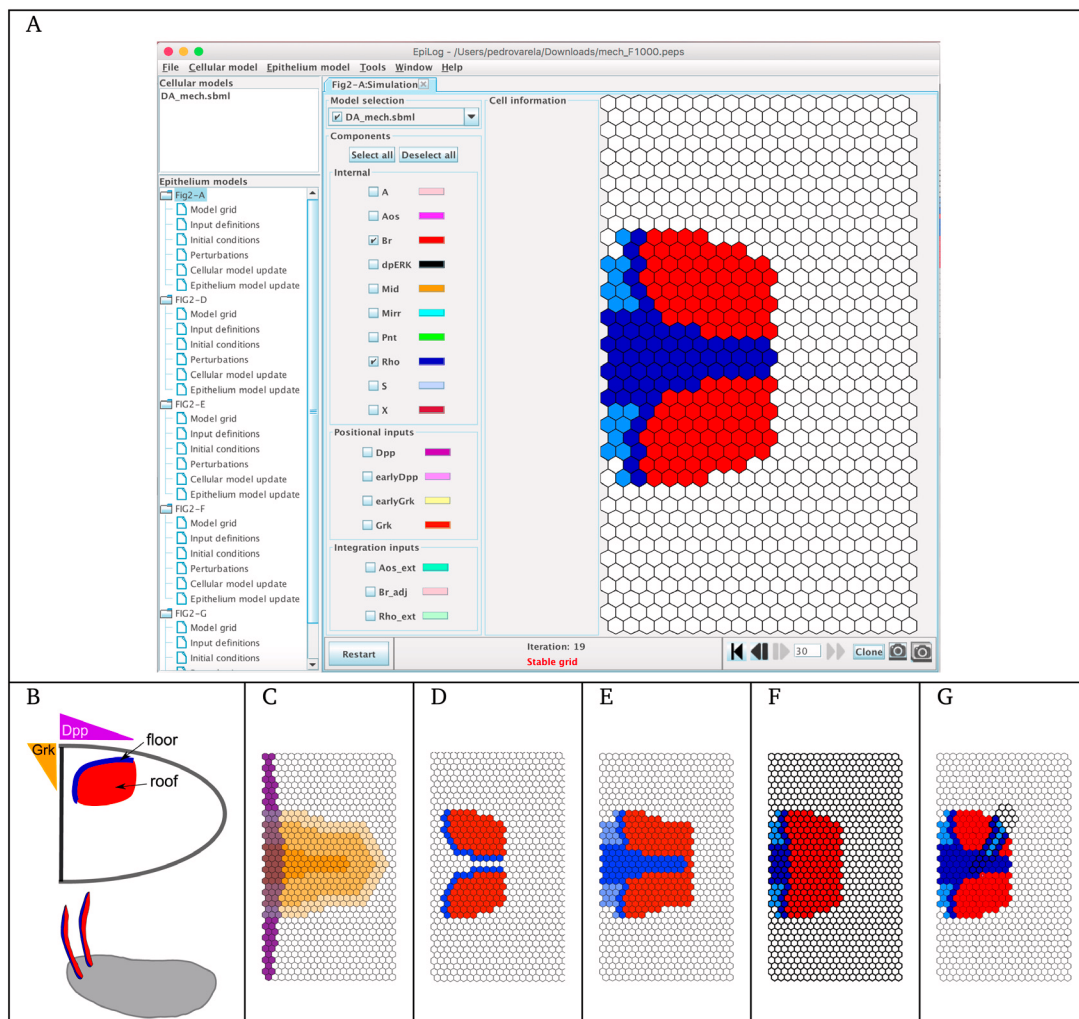 A
EpiLog - /Users/pedrovarela/Downloads/mech_F1000.peps
File Cellular model Epithelium model Tools Window Help
Cellular models
DA_mech.sbml
Epithelium models
Fig2-A
Model grid
Input definitions
Initial conditions
Perturbations
Cellular model update
Epithelium model update
FIG2-D
Model grid
Input definitions
Initial conditions
Perturbations
Cellular model update
Epithelium model update
FIG2-E
Model grid
Input definitions
Initial conditions
Perturbations
Cellular model update
Epithelium model update
FIG2-F
Model grid
Input definitions
Initial conditions
Perturbations
Cellular model update
Epithelium model update
FIG2-G
Model grid
Input definitions
Initial conditions
Fig2-A:Simulation
Model selection
DA_mech.sbml
Components
Select all Deselect all
Internal
A
Aos
Br
dpERK
Mid
Mirr
Pnt
Rho
S
X
Positional inputs
Dpp
earlyDpp
earlyGrk
Grk
Integration inputs
Aos_ext
Br_adj
Rho_ext
Cell information
Restart
Iteration: 19
Stable grid
30
Clone
B
Dpp
Grk
floor
roof
C
D
E
F
G